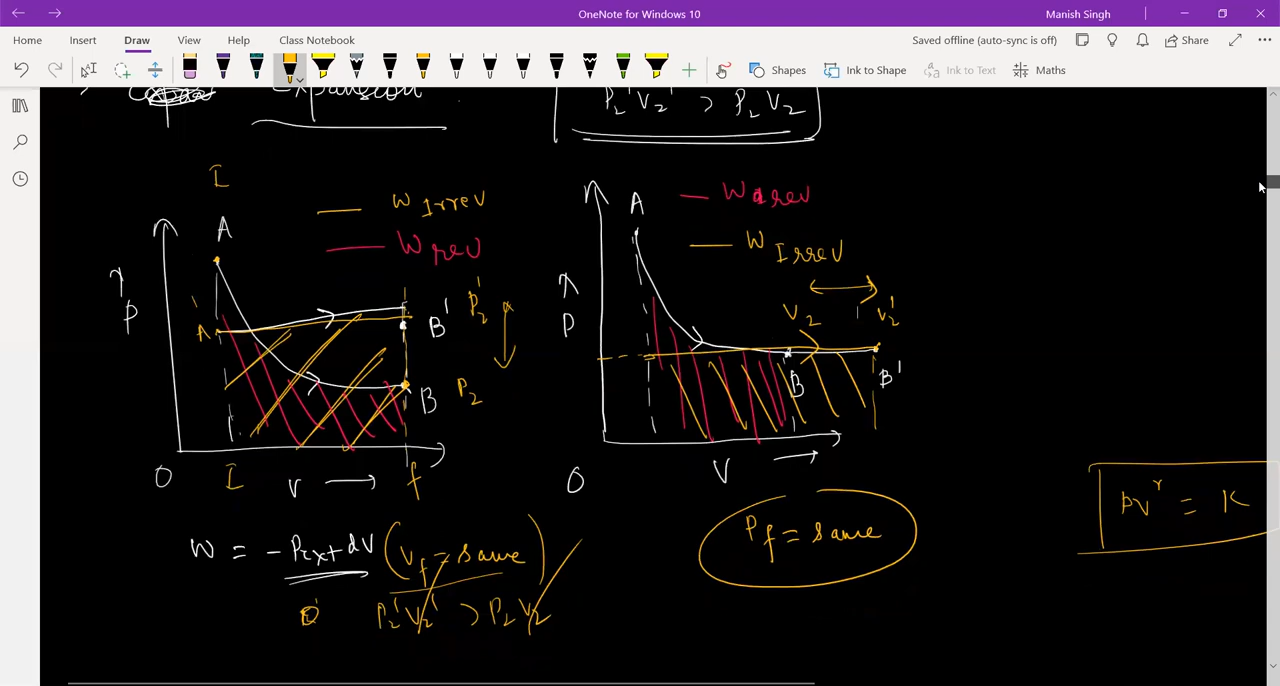 OneNote for Windows 10
Manish Singh
Home Insert Draw View Help Class Notebook
Saved offline (auto-sync is off)
Share
Shapes
Ink to Shape
Ink to Text
Maths
Expansion
P₂'V₂' > P₂V₂
I
W Irrev
W rev
A
P
A'
B'
P₂'
B
P₂
O
I
V
f
W rev
W Irrev
A
P
V₂
V₂'
B
B'
O
V
W = -Pext dV (Vf = same)
P₂'V₂' > P₂V₂
Pf = same
PVʳ = K